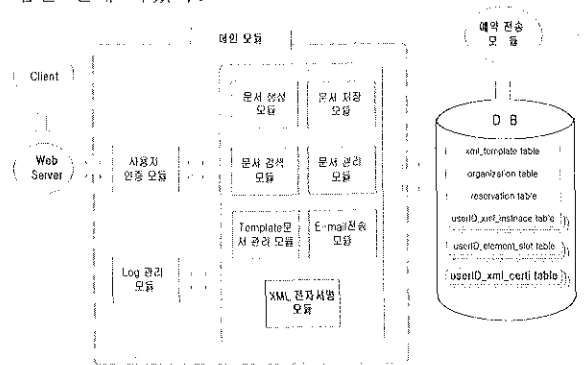 메인 모듈
예약 전송
모듈
Client
Web
Server
사용자
인증 모듈
Log 관리
모듈
문서 생성
모듈
문서 저장
모듈
문서 검색
모듈
문서 관리
모듈
Template문
서 관리 모듈
E-mail전송
모듈
XML 전자서명
모듈
D B
xml_template table
organization table
reservation table
userID_xml_instnace table
userID_element_slot table
userID_xml_certi table